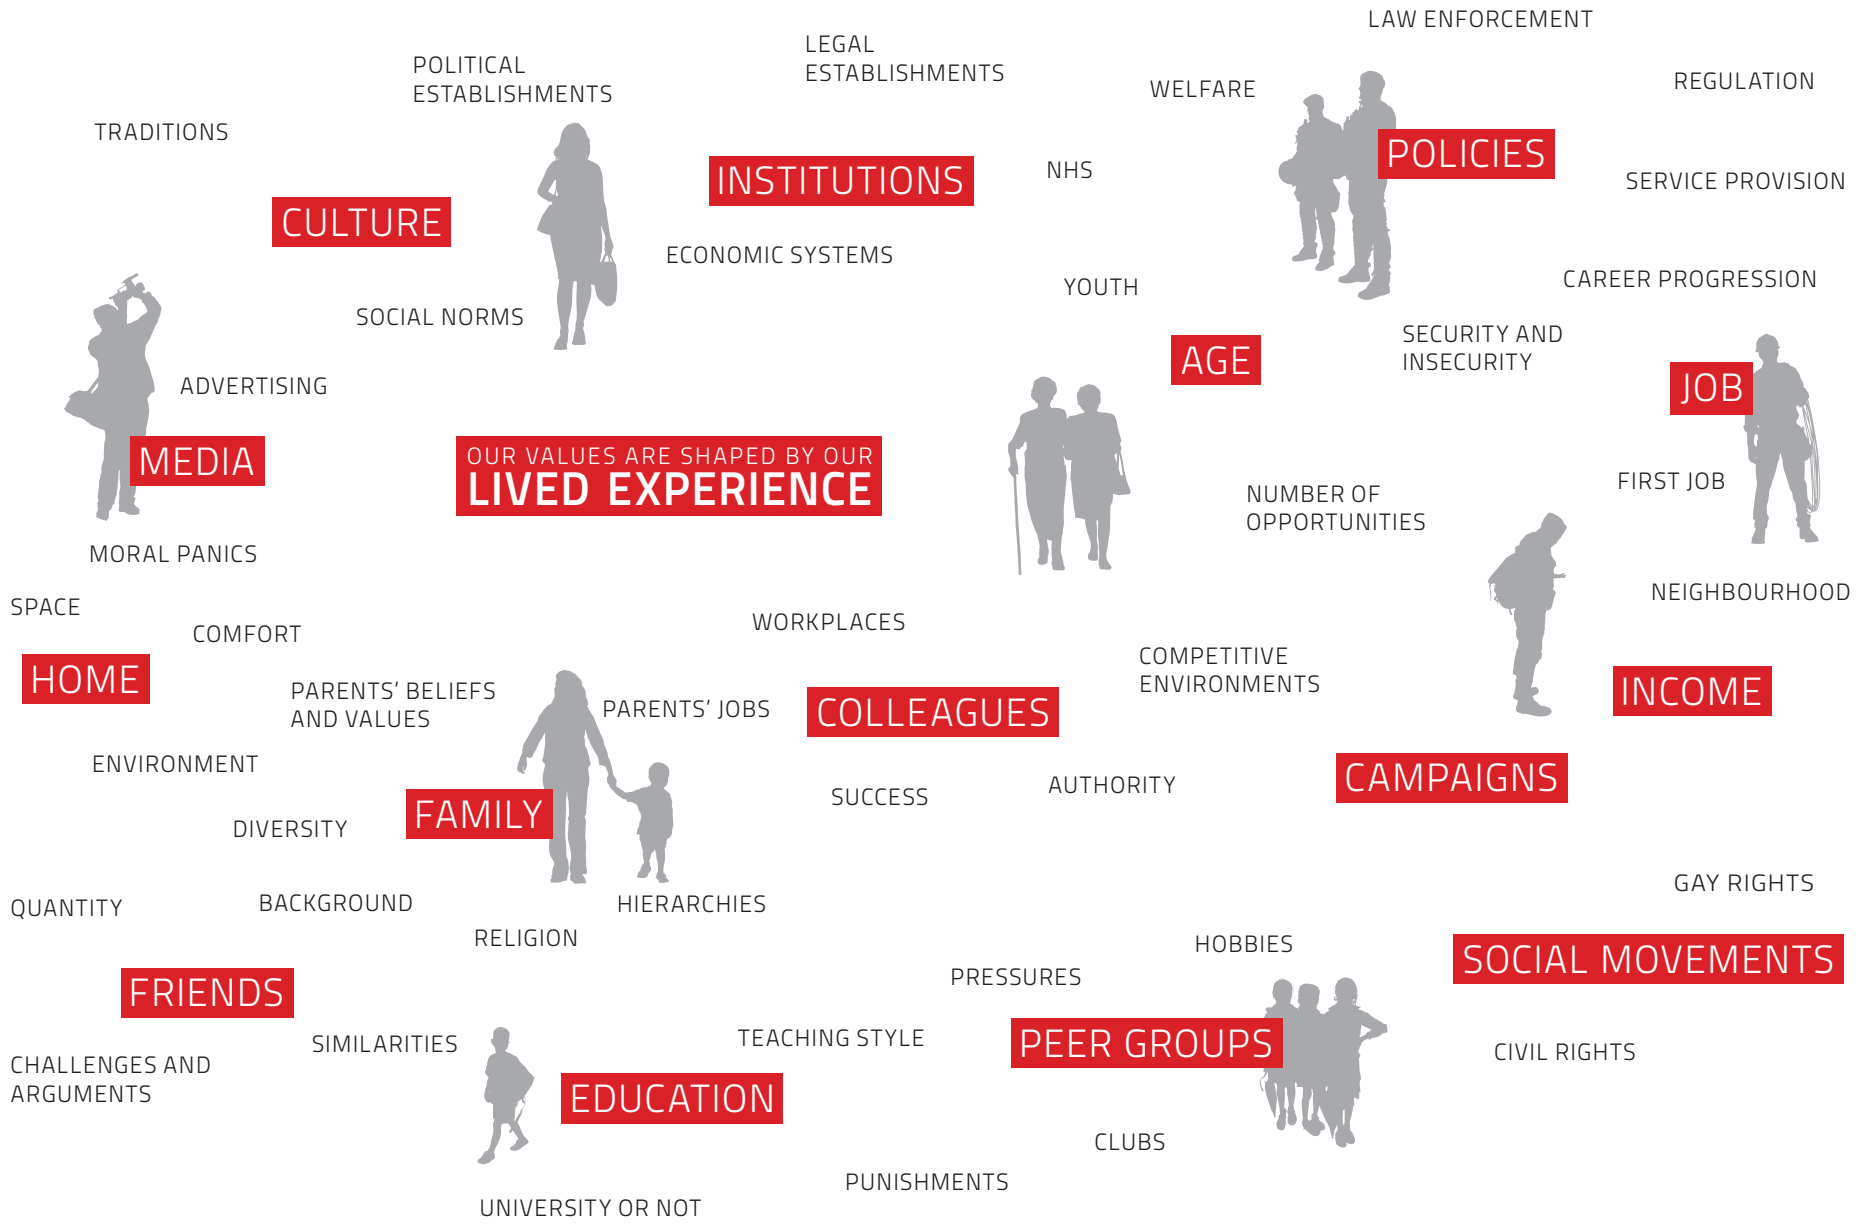 LAW ENFORCEMENT
LEGAL
ESTABLISHMENTS
POLITICAL
ESTABLISHMENTS
WELFARE
REGULATION
TRADITIONS
POLICIES
INSTITUTIONS
NHS
SERVICE PROVISION
CULTURE
ECONOMIC SYSTEMS
YOUTH
CAREER PROGRESSION
SOCIAL NORMS
SECURITY AND
INSECURITY
AGE
ADVERTISING
JOB
MEDIA
OUR VALUES ARE SHAPED BY OUR
LIVED EXPERIENCE
FIRST JOB
NUMBER OF
OPPORTUNITIES
MORAL PANICS
NEIGHBOURHOOD
SPACE
COMFORT
WORKPLACES
COMPETITIVE
ENVIRONMENTS
HOME
PARENTS’ BELIEFS
AND VALUES
PARENTS’ JOBS
COLLEAGUES
INCOME
ENVIRONMENT
CAMPAIGNS
AUTHORITY
SUCCESS
FAMILY
DIVERSITY
GAY RIGHTS
QUANTITY
BACKGROUND
HIERARCHIES
RELIGION
HOBBIES
SOCIAL MOVEMENTS
PRESSURES
FRIENDS
SIMILARITIES
TEACHING STYLE
PEER GROUPS
CIVIL RIGHTS
CHALLENGES AND
ARGUMENTS
EDUCATION
CLUBS
PUNISHMENTS
UNIVERSITY OR NOT